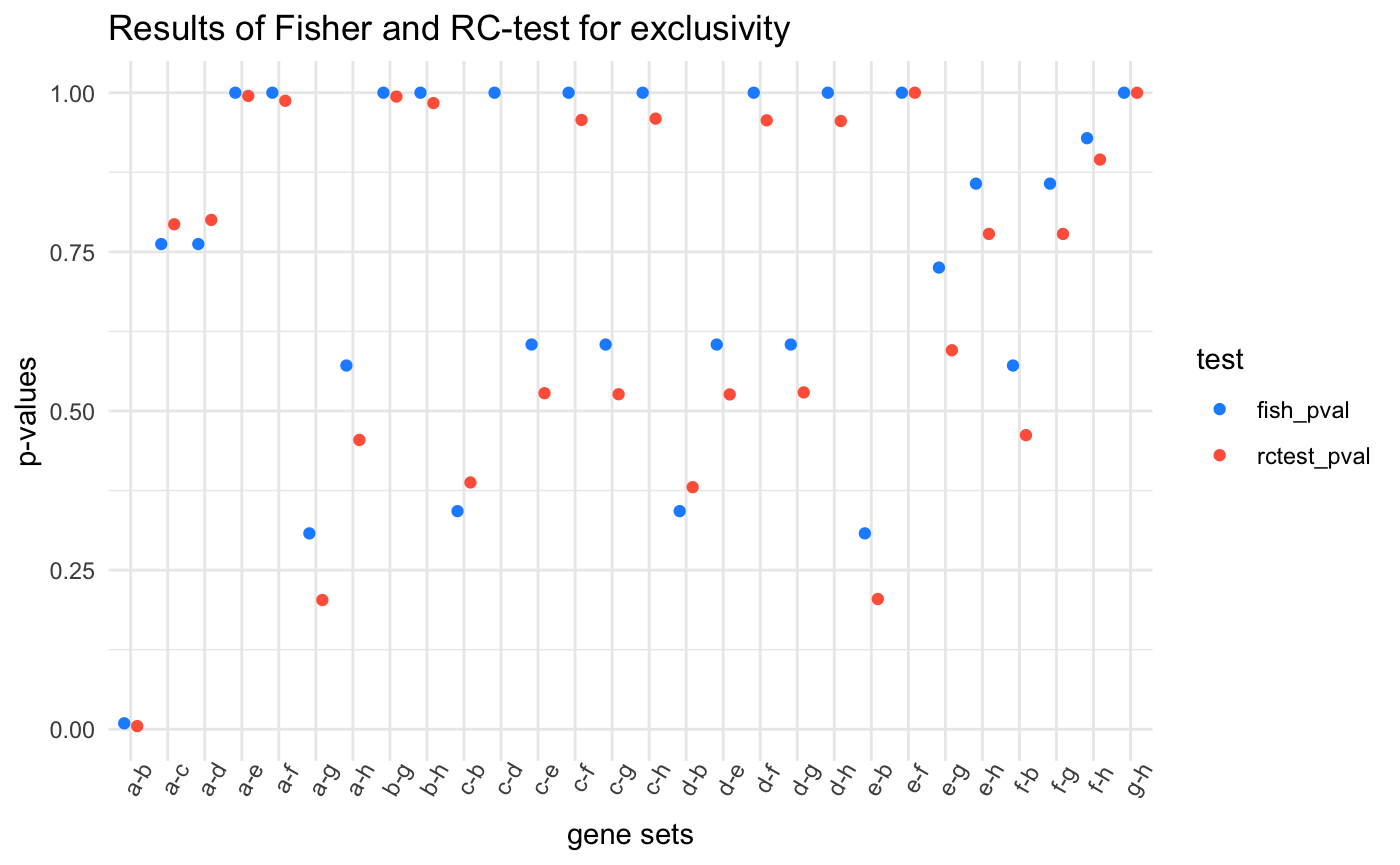 Results of Fisher and RC-test for exclusivity
1.00
0.75
0.50
0.25
0.00
p-values
a-b
a-c
a-d
a-e
a-f
a-g
a-h
b-g
b-h
c-b
c-d
c-e
c-f
c-g
c-h
d-b
d-e
d-f
d-g
d-h
e-b
e-f
e-g
e-h
f-b
f-g
f-h
g-h
gene sets
test
fish_pval
rctest_pval